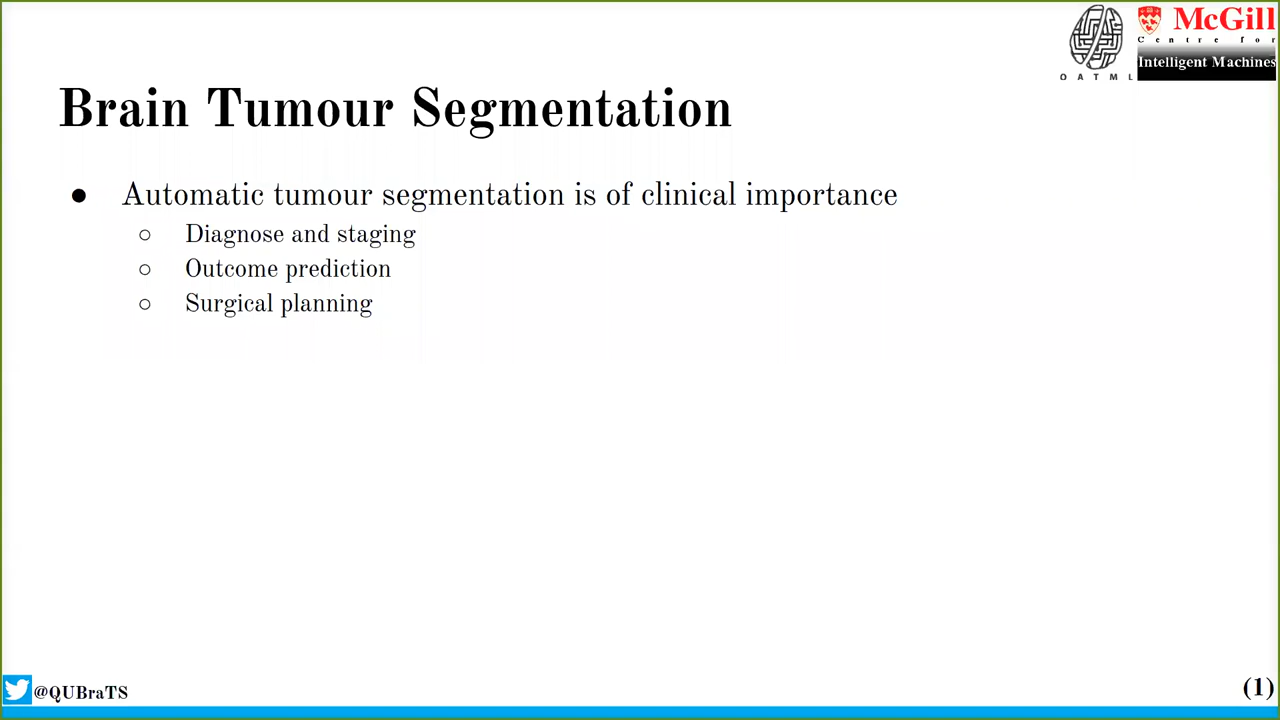 OATML
McGill
Centre for
Intelligent Machines
Brain Tumour Segmentation
● Automatic tumour segmentation is of clinical importance
○ Diagnose and staging
○ Outcome prediction
○ Surgical planning
@QUBraTS
(1)